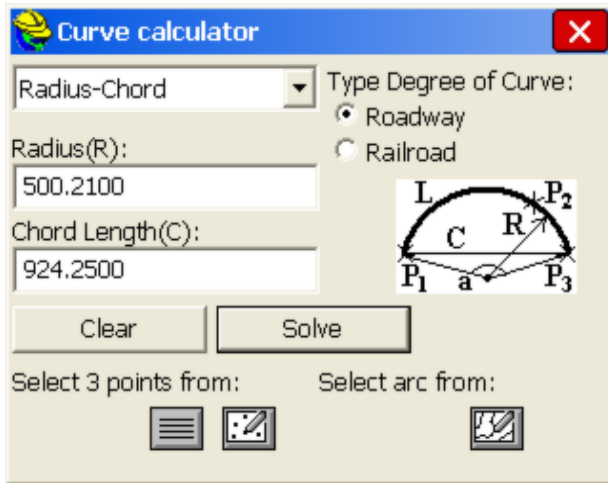 Curve calculator
Radius-Chord
Type Degree of Curve:
Roadway
Railroad
Radius(R):
500.2100
Chord Length(C):
924.2500
L
P2
R
C
P1
a
P3
Clear
Solve
Select 3 points from:
Select arc from: